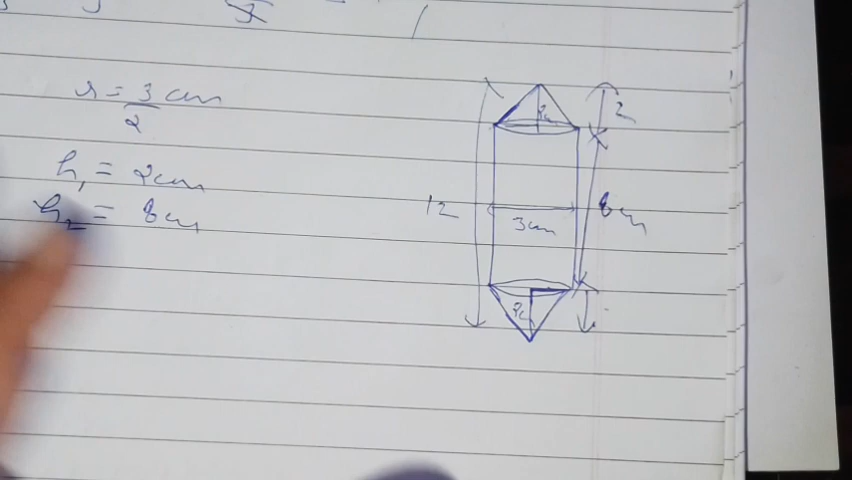 r = 3 cm
2
h₁ = 2cm
h₂ = 8cm
2
12
8cm
3cm